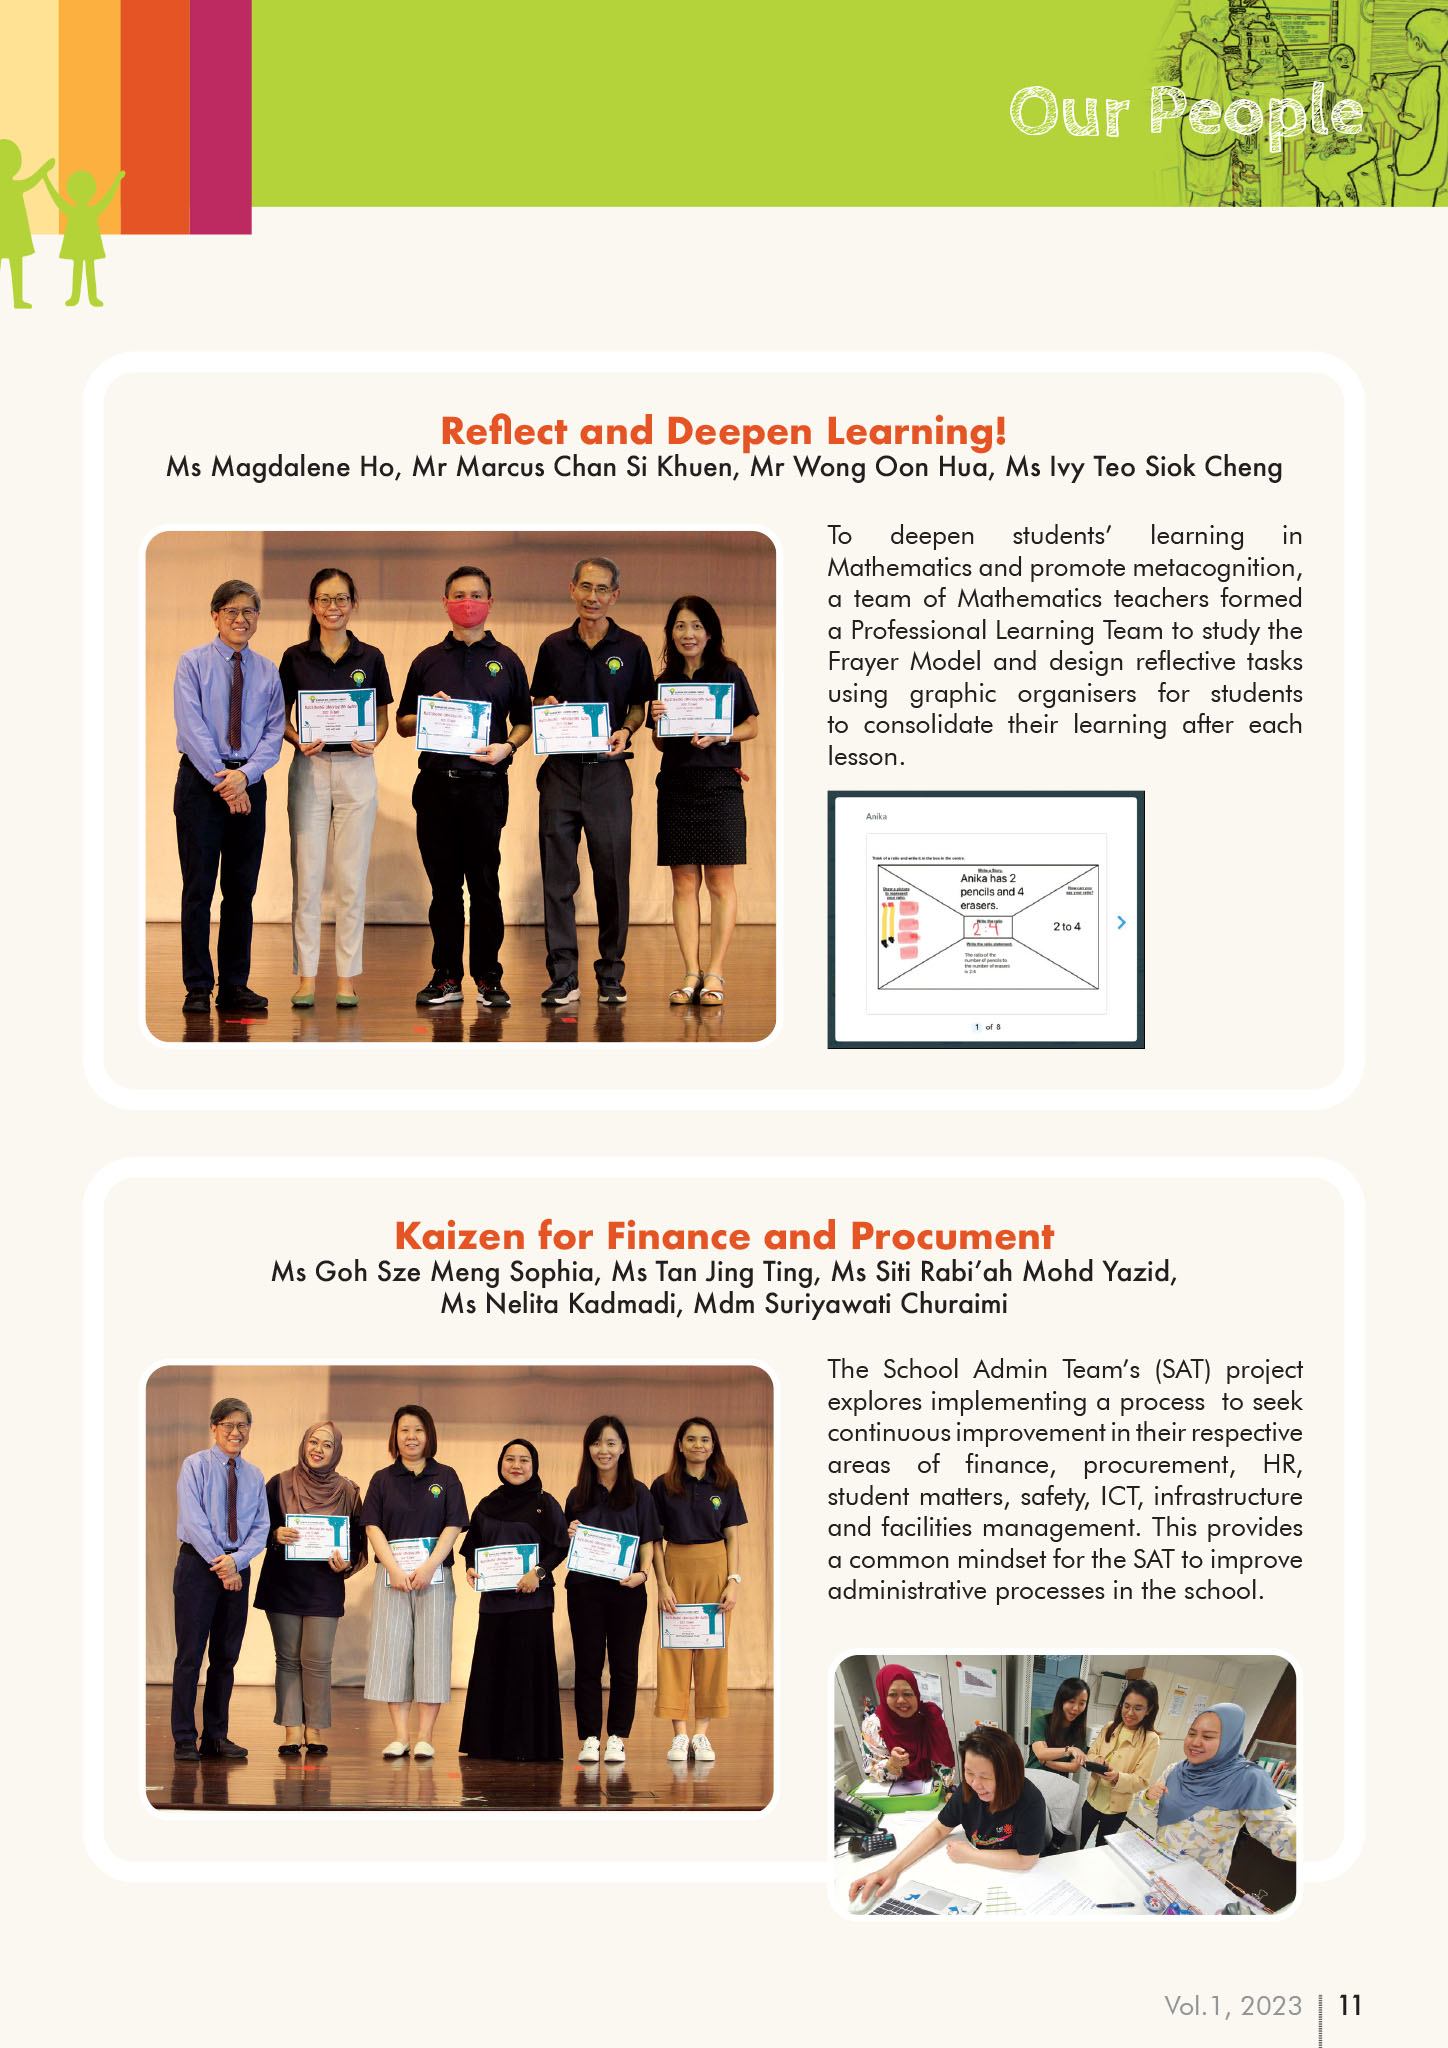 Our People
Reflect and Deepen Learning!
Ms Magdalene Ho, Mr Marcus Chan Si Khuen, Mr Wong Oon Hua, Ms Ivy Teo Siok Cheng
To deepen students’ learning in
Mathematics and promote metacognition,
a team of Mathematics teachers formed
a Professional Learning Team to study the
Frayer Model and design reflective tasks
using graphic organisers for students
to consolidate their learning after each
lesson.
Anika
Think of a ratio and write it in the box in the centre.
Write a Story.
Anika has 2
pencils and 4
erasers.
Draw a picture
to represent
your ratio.
How can you
say your ratio?
Write the ratio
2:4
2 to 4
Write the ratio statement.
The ratio of the
number of pencils to
the number of erasers
is 2:4
1 of 8
Kaizen for Finance and Procument
Ms Goh Sze Meng Sophia, Ms Tan Jing Ting, Ms Siti Rabi’ah Mohd Yazid,
Ms Nelita Kadmadi, Mdm Suriyawati Churaimi
The School Admin Team’s (SAT) project
explores implementing a process to seek
continuous improvement in their respective
areas of finance, procurement, HR,
student matters, safety, ICT, infrastructure
and facilities management. This provides
a common mindset for the SAT to improve
administrative processes in the school.
Vol.1, 2023 11